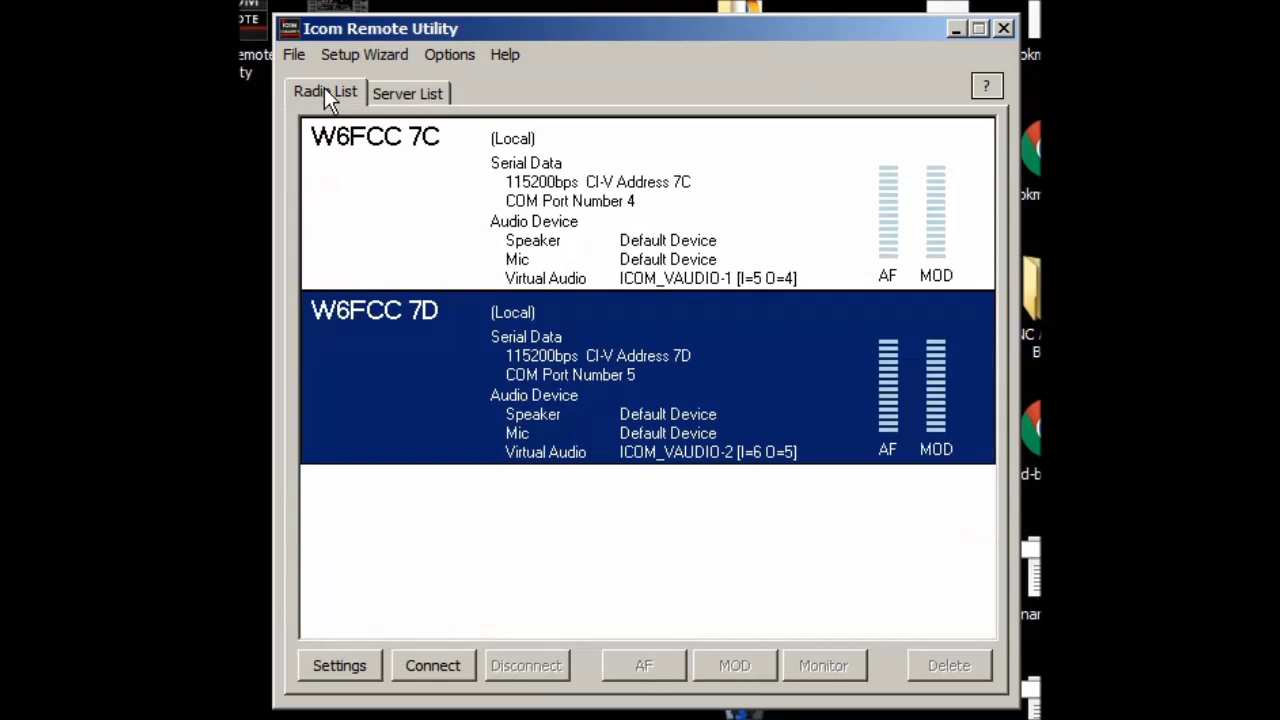 OTE
emote
ty
Icom Remote Utility
File Setup Wizard Options Help
Radio List Server List ?
W6FCC 7C (Local)
Serial Data
115200bps CI-V Address 7C
COM Port Number 4
Audio Device
Speaker Default Device
Mic Default Device
Virtual Audio ICOM_VAUDIO-1 [I=5 O=4]
AF MOD
W6FCC 7D (Local)
Serial Data
115200bps CI-V Address 7D
COM Port Number 5
Audio Device
Speaker Default Device
Mic Default Device
Virtual Audio ICOM_VAUDIO-2 [I=6 O=5]
AF MOD
Settings Connect Disconnect AF MOD Monitor Delete